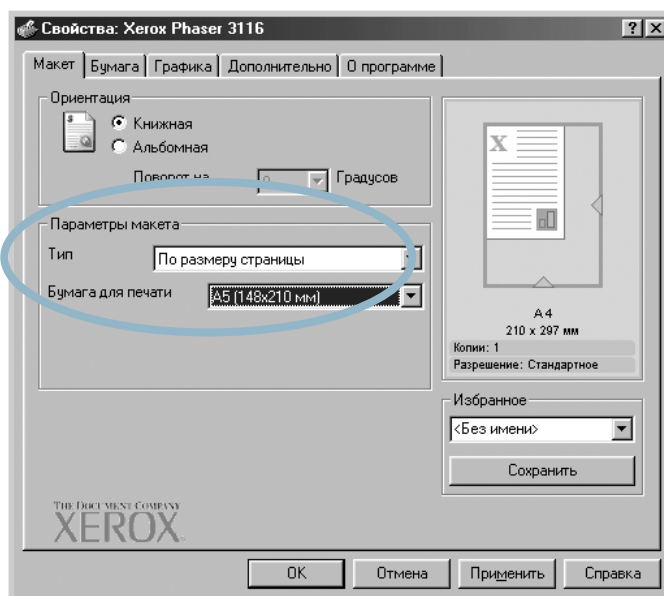 Свойства: Xerox Phaser 3116
Макет Бумага Графика Дополнительно О программе
Ориентация
Книжная
Альбомная
Поворот на Градусов
Параметры макета
Тип По размеру страницы
Бумага для печати A5 (148x210 мм)
X
A4
210 x 297 мм
Копии: 1
Разрешение: Стандартное
Избранное
<Без имени>
Сохранить
THE DOCUMENT COMPANY
XEROX
OK Отмена Применить Справка